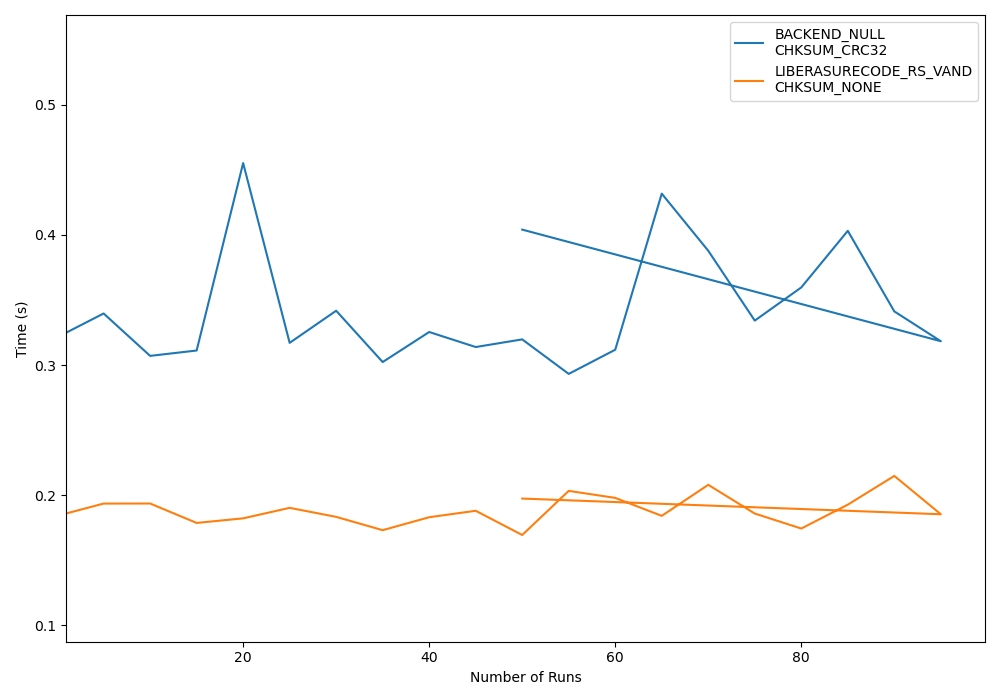 BACKEND_NULL
CHKSUM_CRC32
LIBERASURECODE_RS_VAND
CHKSUM_NONE
0.5
0.4
0.3
0.2
0.1
Time (s)
20 40 60 80
Number of Runs